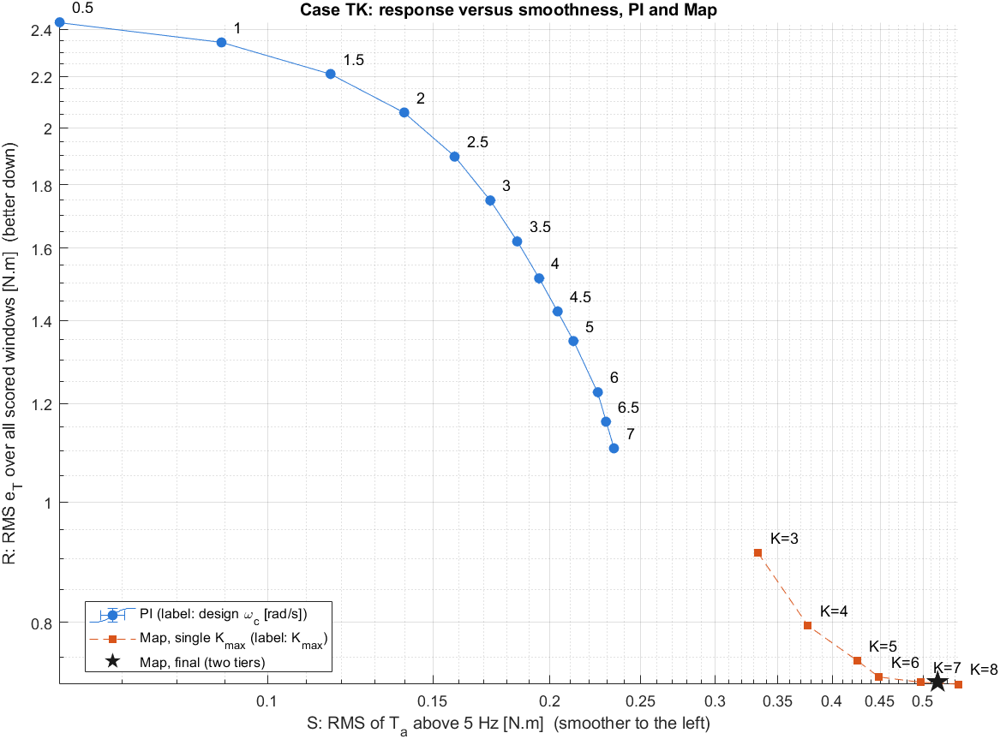 Case TK: response versus smoothness, PI and Map
R: RMS e_T over all scored windows [N.m] (better down)
2.4
2.2
2
1.8
1.6
1.4
1.2
1
0.8
0.5
1
1.5
2
2.5
3
3.5
4
4.5
5
6
6.5
7
K=3
K=4
K=5
K=6
K=7
K=8
PI (label: design ω_c [rad/s])
Map, single K_max (label: K_max)
Map, final (two tiers)
0.1
0.15
0.2
0.25
0.3
0.35
0.4
0.45
0.5
S: RMS of T_a above 5 Hz [N.m] (smoother to the left)